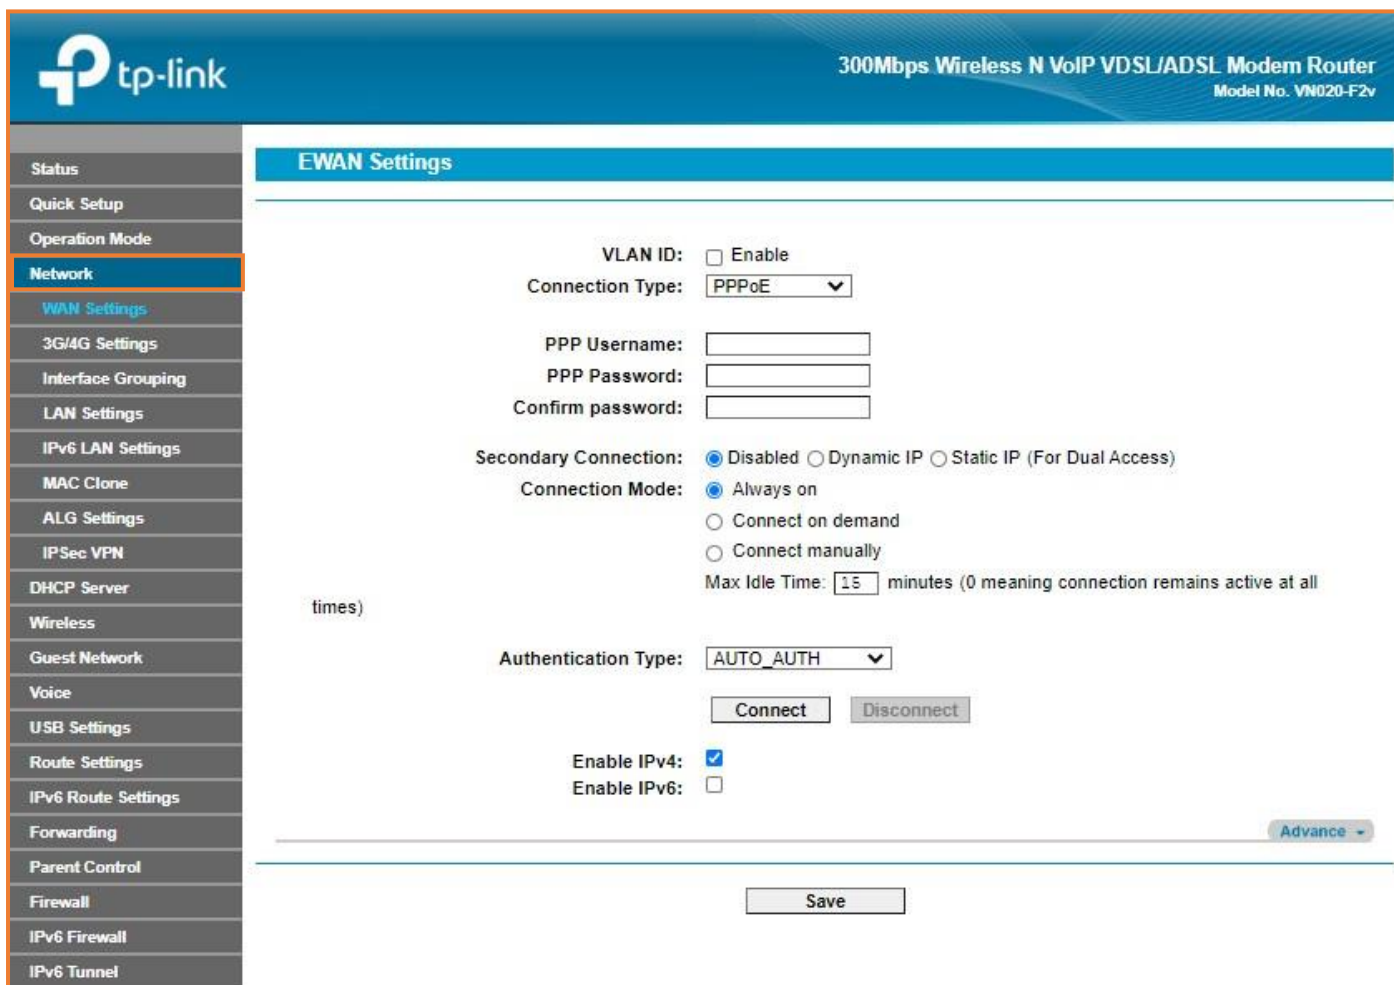 tp-link
300Mbps Wireless N VoIP VDSL/ADSL Modem Router
Model No. VN020-F2v
Status
Quick Setup
Operation Mode
Network
WAN Settings
3G/4G Settings
Interface Grouping
LAN Settings
IPv6 LAN Settings
MAC Clone
ALG Settings
IPSec VPN
DHCP Server
Wireless
Guest Network
Voice
USB Settings
Route Settings
IPv6 Route Settings
Forwarding
Parent Control
Firewall
IPv6 Firewall
IPv6 Tunnel
EWAN Settings
VLAN ID: Enable
Connection Type: PPPoE
PPP Username:
PPP Password:
Confirm password:
Secondary Connection: Disabled Dynamic IP Static IP (For Dual Access)
Connection Mode: Always on
Connect on demand
Connect manually
Max Idle Time: 15 minutes (0 meaning connection remains active at all
times)
Authentication Type: AUTO_AUTH
Connect Disconnect
Enable IPv4:
Enable IPv6:
Advance
Save